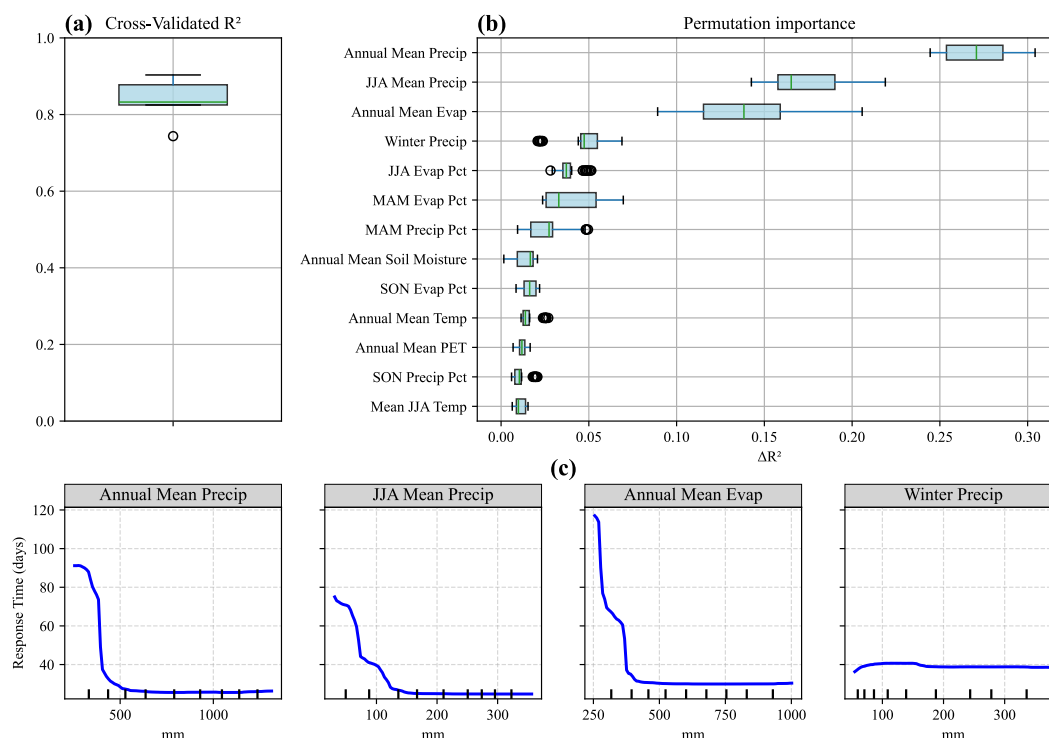 (a) Cross-Validated R²
1.0
0.8
0.6
0.4
0.2
0.0
(b) Permutation importance
Annual Mean Precip
JJA Mean Precip
Annual Mean Evap
Winter Precip
JJA Evap Pct
MAM Evap Pct
MAM Precip Pct
Annual Mean Soil Moisture
SON Evap Pct
Annual Mean Temp
Annual Mean PET
SON Precip Pct
Mean JJA Temp
0.00 0.05 0.10 0.15 0.20 0.25 0.30
ΔR²
(c)
Annual Mean Precip
JJA Mean Precip
Annual Mean Evap
Winter Precip
Response Time (days)
120
100
80
60
40
500 1000
mm
100 200 300
mm
250 500 750 1000
mm
100 200 300
mm